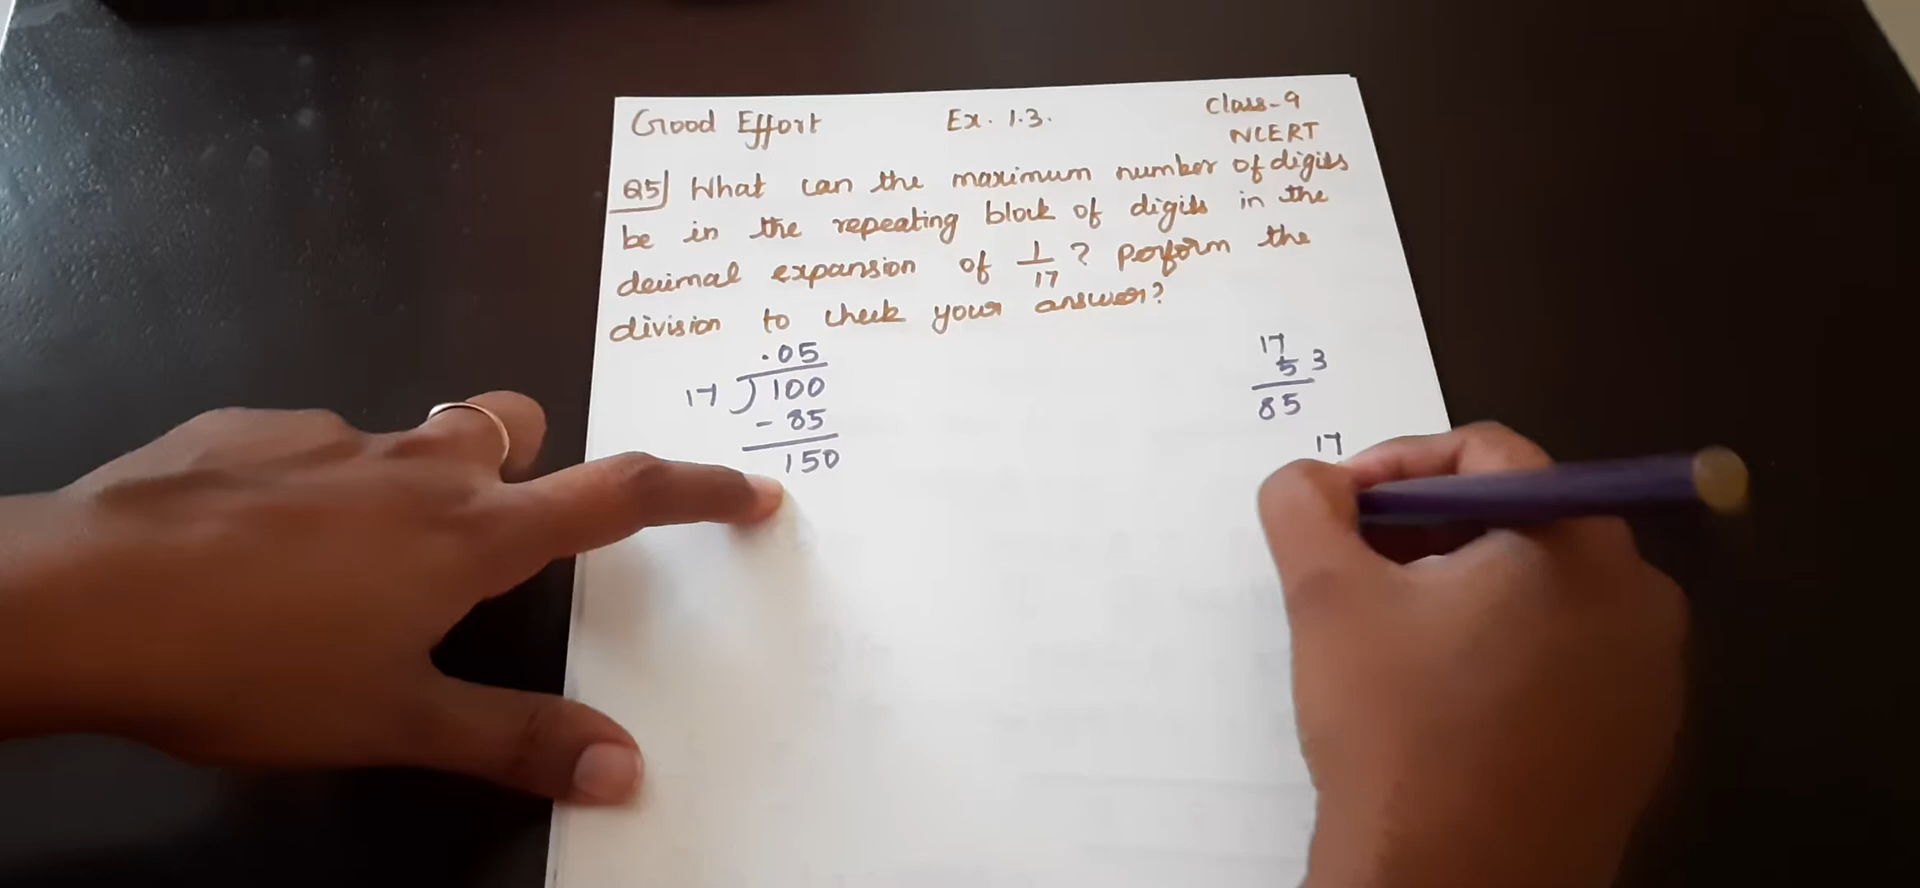 Good Effort Ex. 1.3. Class-9
NCERT
Q5] What can the maximum number of digits
be in the repeating block of digits in the
decimal expansion of 1/17? Perform the
division to check your answer?
.05
17 ) 100
- 85
150
17
5 3
85
17